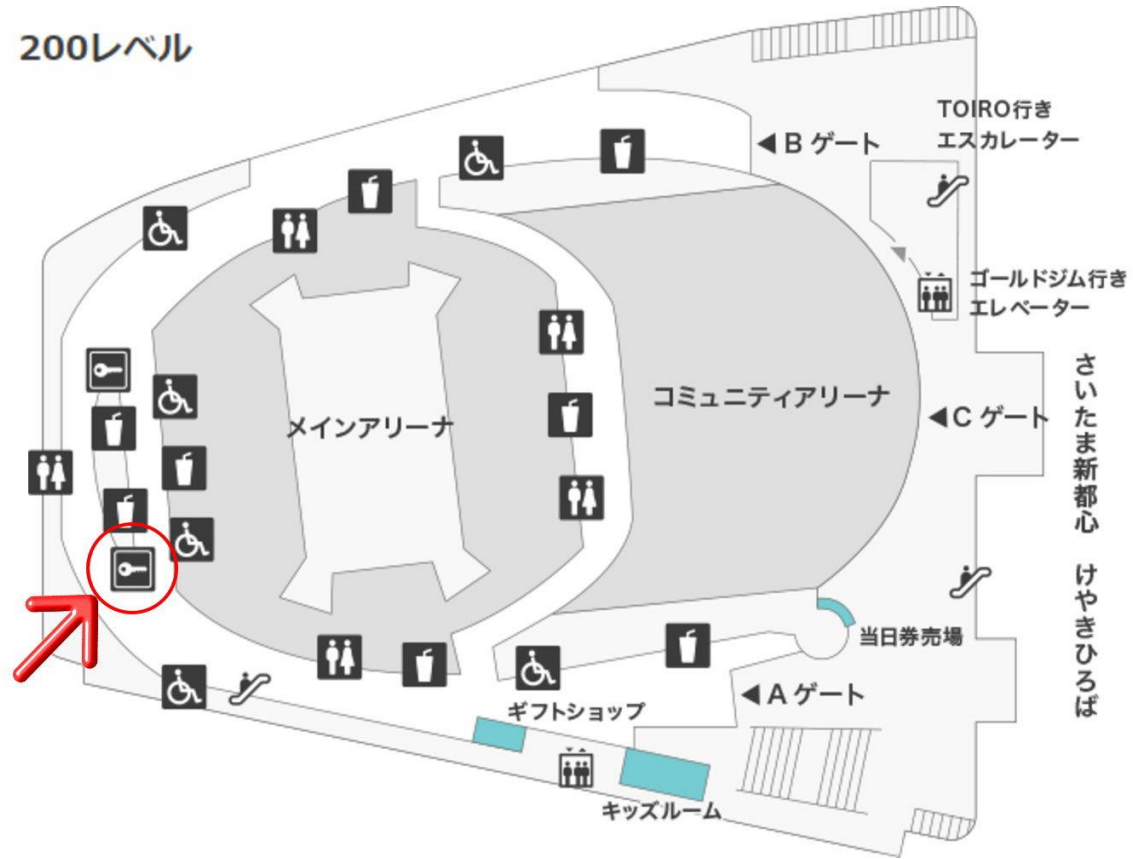 200レベル
TOIRO行き
エスカレーター
◀Bゲート
ゴールドジム行き
エレベーター
コミュニティアリーナ
◀Cゲート
メインアリーナ
さいたま新都心 けやきひろば
当日券売場
◀Aゲート
ギフトショップ
キッズルーム